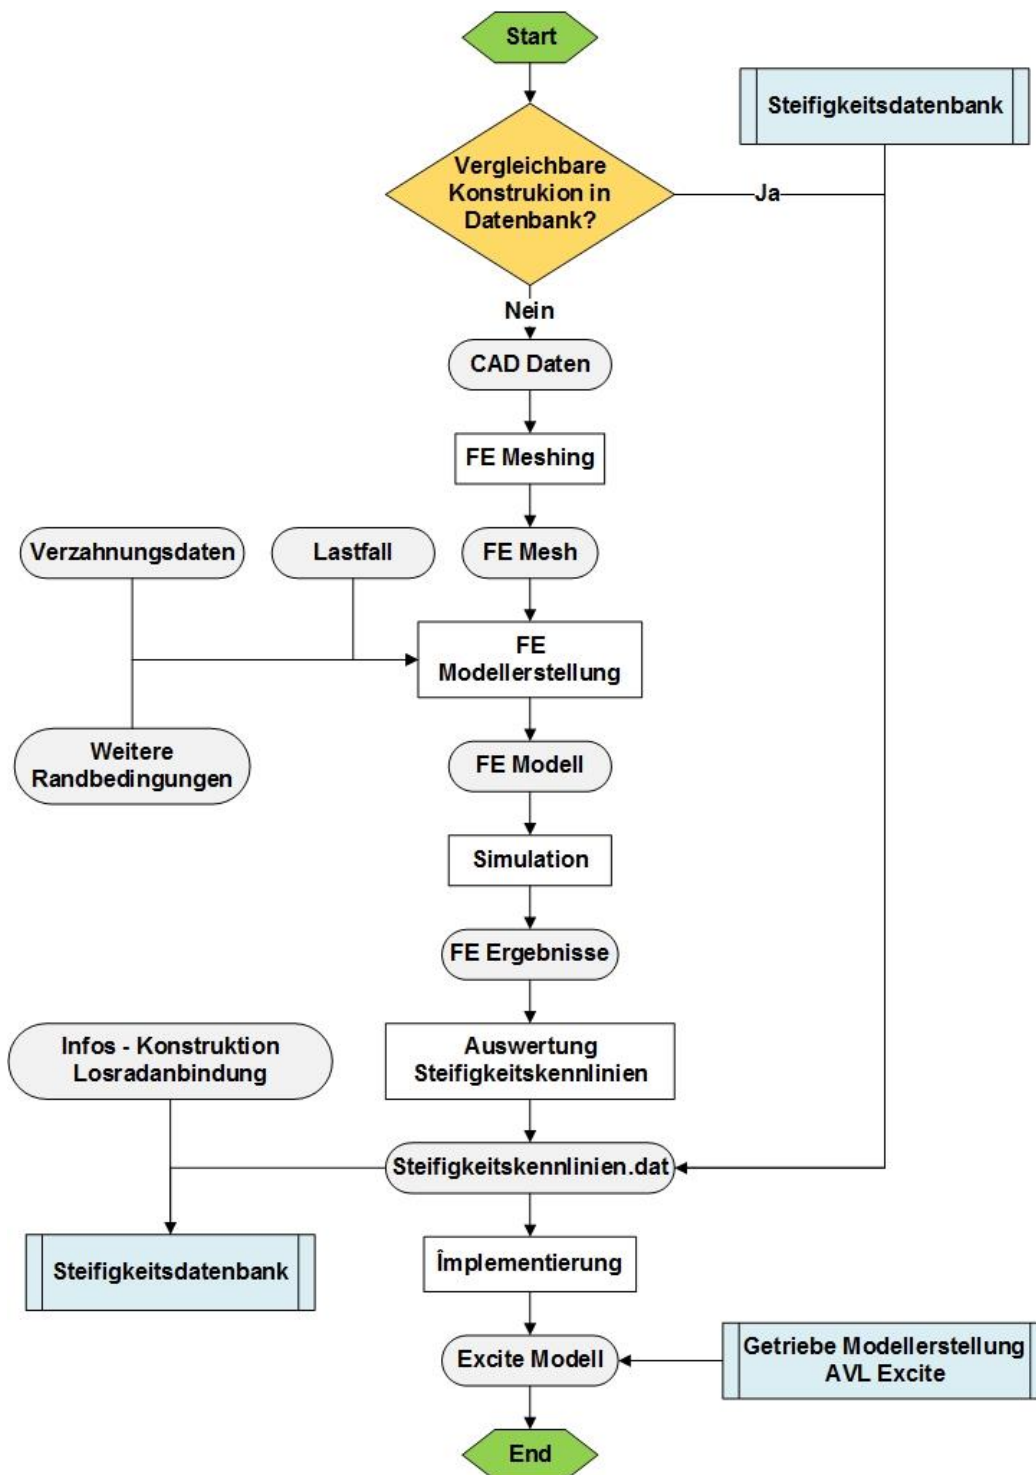 Start
Steifigkeitsdatenbank
Vergleichbare
Konstrukion in
Datenbank?
Ja
Nein
CAD Daten
FE Meshing
Verzahnungsdaten
Lastfall
FE Mesh
FE
Modellerstellung
Weitere
Randbedingungen
FE Modell
Simulation
FE Ergebnisse
Infos - Konstruktion
Losradanbindung
Auswertung
Steifigkeitskennlinien
Steifigkeitskennlinien.dat
Steifigkeitsdatenbank
Împlementierung
Excite Modell
Getriebe Modellerstellung
AVL Excite
End